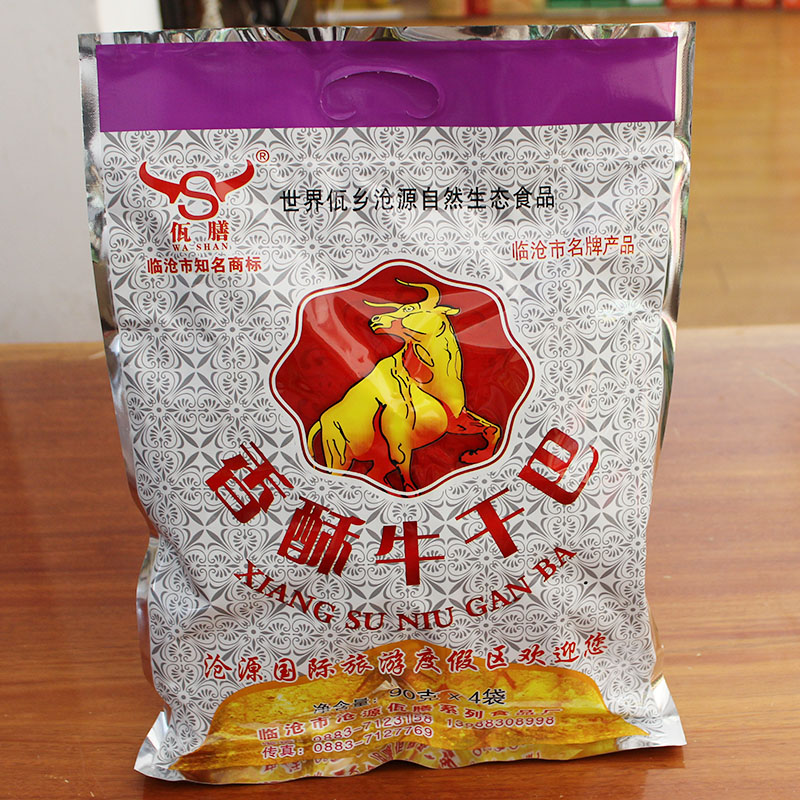 S
®
佤膳
WA SHAN
临沧市知名商标
世界佤乡沧源自然生态食品
临沧市名牌产品
香酥牛干巴
XIANG SU NIU GAN BA
沧源国际旅游度假区欢迎您
净含量：90克×4袋
临沧市沧源佤膳系列食品厂
0883-7123158
传真：0883-7127769